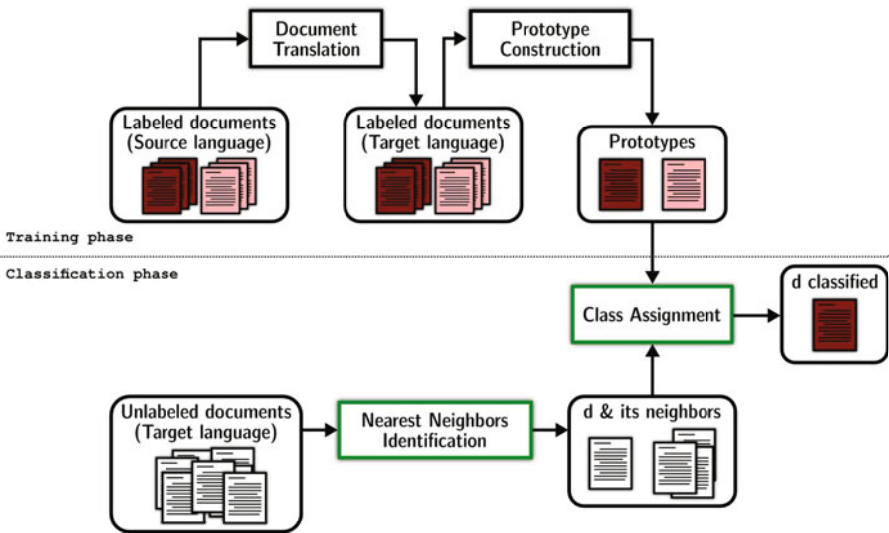 Document
Translation
Prototype
Construction
Labeled documents
(Source language)
Labeled documents
(Target language)
Prototypes
Training phase
Classification phase
Class Assignment
d classified
Unlabeled documents
(Target language)
Nearest Neighbors
Identification
d & its neighbors